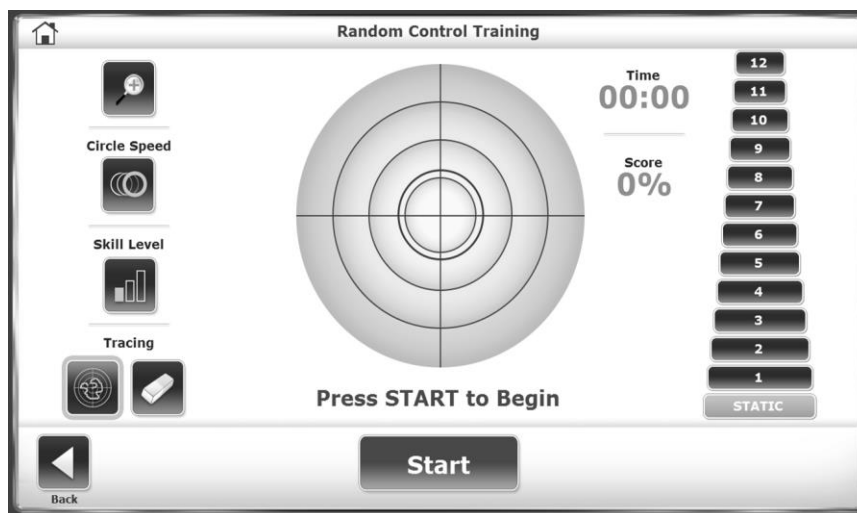 Random Control Training
Circle Speed
Skill Level
Tracing
Back
Press START to Begin
Start
Time
00:00
Score
0%
12
11
10
9
8
7
6
5
4
3
2
1
STATIC